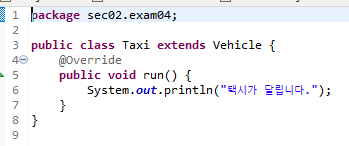 1 package sec02.exam04;
2
3 public class Taxi extends Vehicle {
4 @Override
5 public void run() {
6 System.out.println("택시가 달립니다.");
7 }
8 }
9